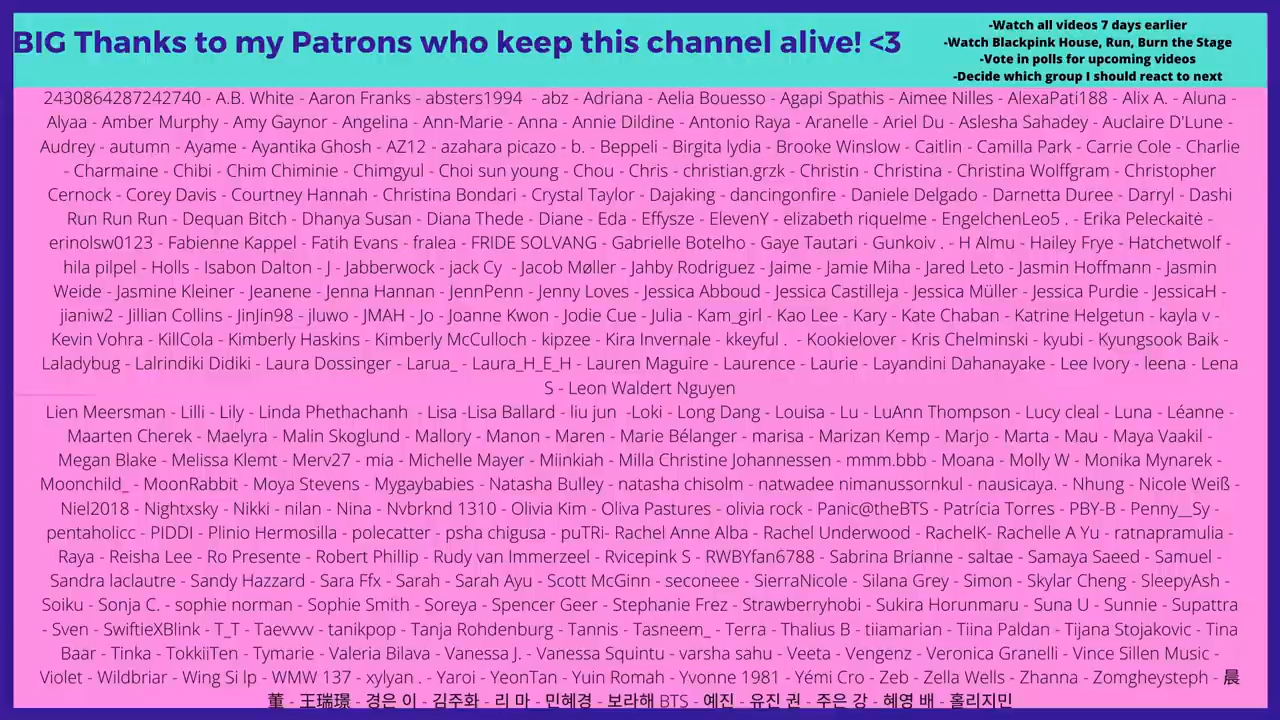 BIG Thanks to my Patrons who keep this channel alive! <3
-Watch all videos 7 days earlier
-Watch Blackpink House, Run, Burn the Stage
-Vote in polls for upcoming videos
-Decide which group I should react to next
2430864287242740 - A.B. White - Aaron Franks - absters1994 - abz - Adriana - Aelia Bouesso - Agapi Spathis - Aimee Nilles - AlexaPati188 - Alix A. - Aluna -
Alyaa - Amber Murphy - Amy Gaynor - Angelina - Ann-Marie - Anna - Annie Dildine - Antonio Raya - Aranelle - Ariel Du - Aslesha Sahadey - Auclaire D'Lune -
Audrey - autumn - Ayame - Ayantika Ghosh - AZ12 - azahara picazo - b. - Beppeli - Birgita lydia - Brooke Winslow - Caitlin - Camilla Park - Carrie Cole - Charlie
- Charmaine - Chibi - Chim Chiminie - Chimgyul - Choi sun young - Chou - Chris - christian.grzk - Christin - Christina - Christina Wolffgram - Christopher
Cernock - Corey Davis - Courtney Hannah - Christina Bondari - Crystal Taylor - Dajaking - dancingonfire - Daniele Delgado - Darnetta Duree - Darryl - Dashi
Run Run Run - Dequan Bitch - Dhanya Susan - Diana Thede - Diane - Eda - Effysze - ElevenY - elizabeth riquelme - EngelchenLeo5 . - Erika Peleckaitė -
erinolsw0123 - Fabienne Kappel - Fatih Evans - fralea - FRIDE SOLVANG - Gabrielle Botelho - Gaye Tautari - Gunkoiv . - H Almu - Hailey Frye - Hatchetwolf -
hila pilpel - Holls - Isabon Dalton - J - Jabberwock - jack Cy - Jacob Møller - Jahby Rodriguez - Jaime - Jamie Miha - Jared Leto - Jasmin Hoffmann - Jasmin
Weide - Jasmine Kleiner - Jeanene - Jenna Hannan - JennPenn - Jenny Loves - Jessica Abboud - Jessica Castilleja - Jessica Müller - Jessica Purdie - JessicaH -
jianiw2 - Jillian Collins - JinJin98 - jluwo - JMAH - Jo - Joanne Kwon - Jodie Cue - Julia - Kam_girl - Kao Lee - Kary - Kate Chaban - Katrine Helgetun - kayla v -
Kevin Vohra - KillCola - Kimberly Haskins - Kimberly McCulloch - kipzee - Kira Invernale - kkeyful . - Kookielover - Kris Chelminski - kyubi - Kyungsook Baik -
Laladybug - Lalrindiki Didiki - Laura Dossinger - Larua_ - Laura_H_E_H - Lauren Maguire - Laurence - Laurie - Layandini Dahanayake - Lee Ivory - leena - Lena
S - Leon Waldert Nguyen
Lien Meersman - Lilli - Lily - Linda Phethachanh - Lisa -Lisa Ballard - liu jun -Loki - Long Dang - Louisa - Lu - LuAnn Thompson - Lucy cleal - Luna - Léanne -
Maarten Cherek - Maelyra - Malin Skoglund - Mallory - Manon - Maren - Marie Bélanger - marisa - Marizan Kemp - Marjo - Marta - Mau - Maya Vaakil -
Megan Blake - Melissa Klemt - Merv27 - mia - Michelle Mayer - Miinkiah - Milla Christine Johannessen - mmm.bbb - Moana - Molly W - Monika Mynarek -
Moonchild_ - MoonRabbit - Moya Stevens - Mygaybabies - Natasha Bulley - natasha chisolm - natwadee nimanussornkul - nausicaya. - Nhung - Nicole Weiß -
Niel2018 - Nightxsky - Nikki - nilan - Nina - Nvbrknd 1310 - Olivia Kim - Oliva Pastures - olivia rock - Panic@theBTS - Patrícia Torres - PBY-B - Penny__Sy -
pentaholicc - PIDDI - Plinio Hermosilla - polecatter - psha chigusa - puTRi- Rachel Anne Alba - Rachel Underwood - RachelK- Rachelle A Yu - ratnapramulia -
Raya - Reisha Lee - Ro Presente - Robert Phillip - Rudy van Immerzeel - Rvicepink S - RWBYfan6788 - Sabrina Brianne - saltae - Samaya Saeed - Samuel -
Sandra laclautre - Sandy Hazzard - Sara Ffx - Sarah - Sarah Ayu - Scott McGinn - seconeee - SierraNicole - Silana Grey - Simon - Skylar Cheng - SleepyAsh -
Soiku - Sonja C. - sophie norman - Sophie Smith - Soreya - Spencer Geer - Stephanie Frez - Strawberryhobi - Sukira Horunmaru - Suna U - Sunnie - Supattra
- Sven - SwiftieXBlink - T_T - Taevvvv - tanikpop - Tanja Rohdenburg - Tannis - Tasneem_ - Terra - Thalius B - tiiamarian - Tiina Paldan - Tijana Stojakovic - Tina
Baar - Tinka - TokkiiTen - Tymarie - Valeria Bilava - Vanessa J. - Vanessa Squintu - varsha sahu - Veeta - Vengenz - Veronica Granelli - Vince Sillen Music -
Violet - Wildbriar - Wing Si Ip - WMW 137 - xylyan . - Yaroi - YeonTan - Yuin Romah - Yvonne 1981 - Yémi Cro - Zeb - Zella Wells - Zhanna - Zomgheysteph - 晨
董 - 王瑞璟 - 경은 이 - 김주화 - 리 마 - 민혜경 - 보라해 BTS - 예진 - 유진 권 - 주은 강 - 혜영 배 - 홀리지민